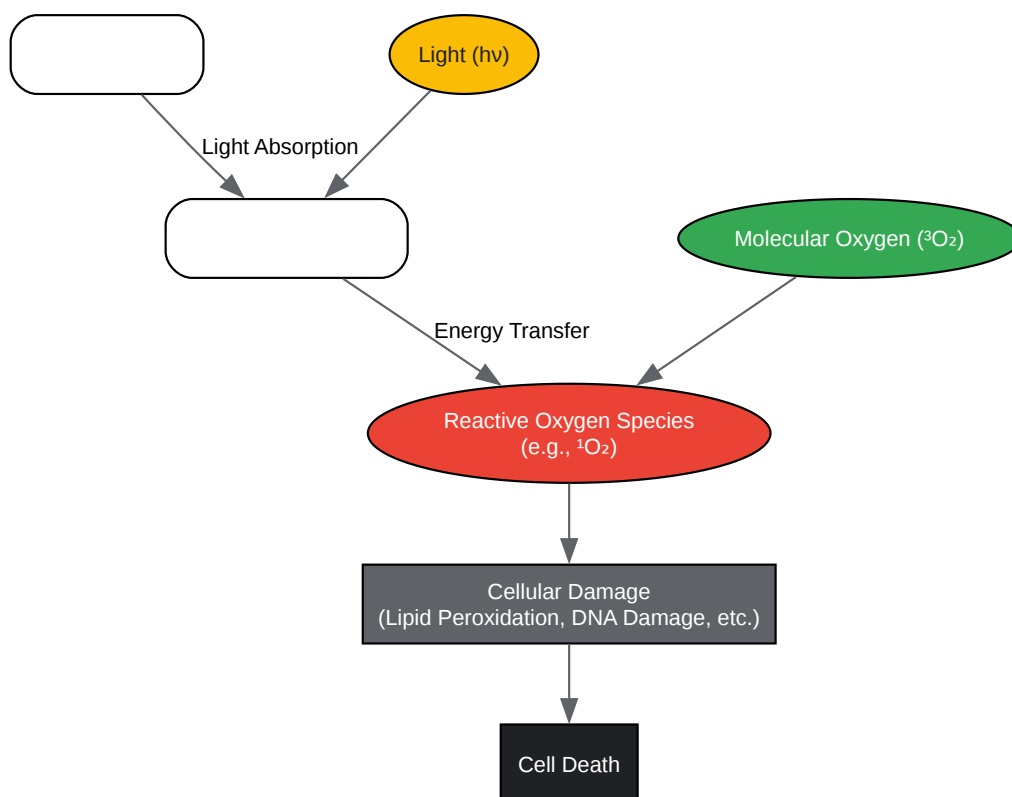 Light (hν)
Light Absorption
Molecular Oxygen (³O₂)
Energy Transfer
Reactive Oxygen Species
(e.g., ¹O₂)
Cellular Damage
(Lipid Peroxidation, DNA Damage, etc.)
Cell Death